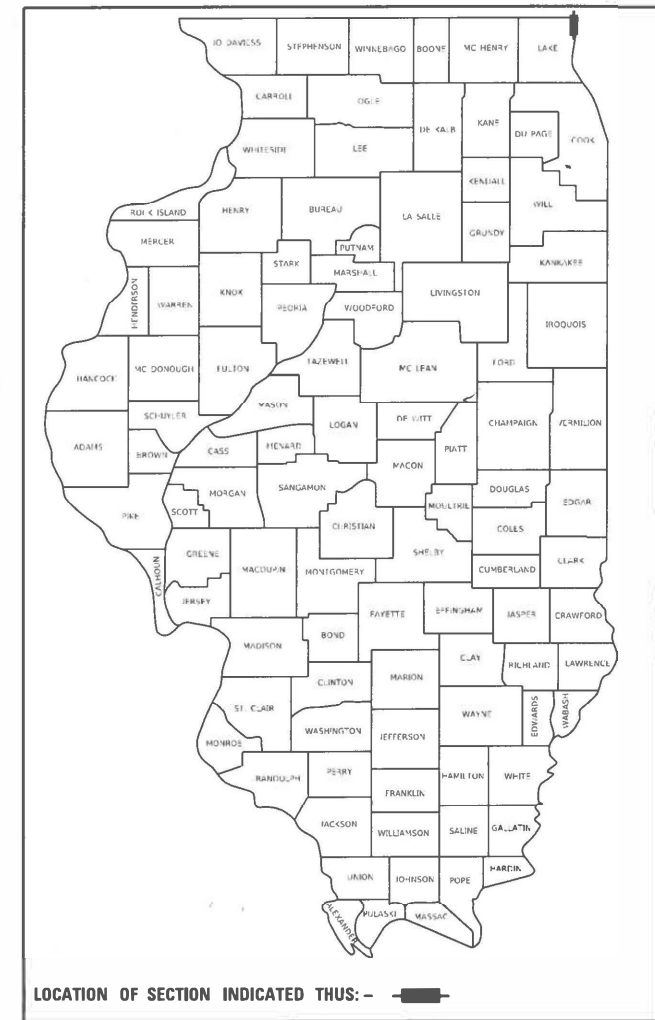 JO DAVIESS STEPHENSON WINNEBAGO BOONE MC HENRY LAKE
CARROLL OGLE DE KALB KANE DU PAGE COOK
WHITESIDE LEE
KENDALL
ROCK ISLAND HENRY BUREAU LA SALLE WILL
MERCER PUTNAM GRUNDY
STARK MARSHALL KANKAKEE
HENDERSON WARREN KNOX PEORIA WOODFORD LIVINGSTON IROQUOIS
HANCOCK MC DONOUGH FULTON TAZEWELL MC LEAN FORD
SCHUYLER MASON LOGAN DE WITT CHAMPAIGN VERMILION
ADAMS BROWN CASS MENARD MACON PIATT
PIKE SCOTT MORGAN SANGAMON CHRISTIAN MOULTRIE DOUGLAS EDGAR
COLES
CALHOUN GREENE MACOUPIN MONTGOMERY SHELBY CUMBERLAND CLARK
JERSEY FAYETTE EFFINGHAM JASPER CRAWFORD
MADISON BOND CLAY RICHLAND LAWRENCE
CLINTON MARION
ST. CLAIR WAYNE EDWARDS WABASH
MONROE WASHINGTON JEFFERSON
RANDOLPH PERRY HAMILTON WHITE
FRANKLIN
JACKSON WILLIAMSON SALINE GALLATIN
UNION JOHNSON POPE HARDIN
ALEXANDER PULASKI MASSAC
LOCATION OF SECTION INDICATED THUS: -